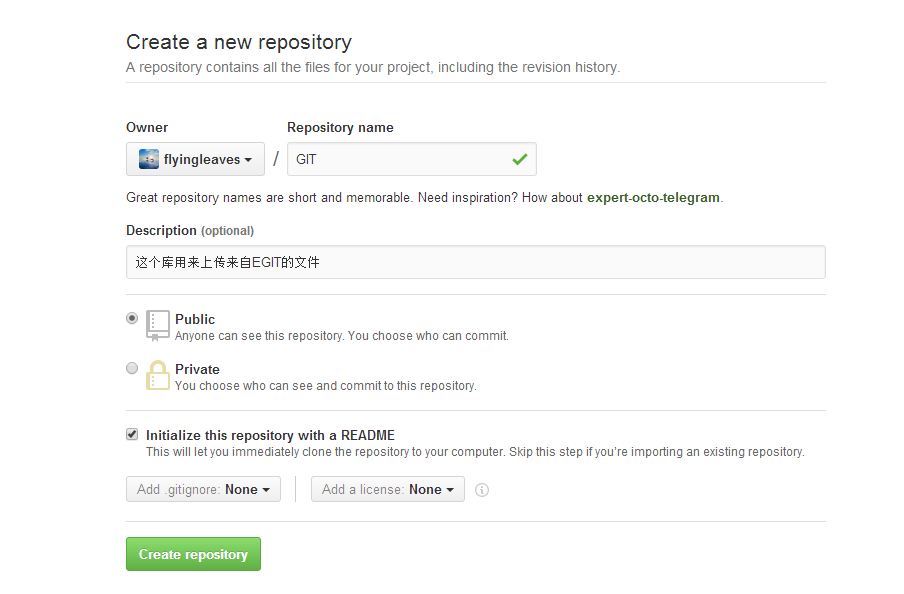 Create a new repository
A repository contains all the files for your project, including the revision history.
Owner
Repository name
flyingleaves / GIT
Great repository names are short and memorable. Need inspiration? How about expert-octo-telegram.
Description (optional)
这个库用来上传来自EGIT的文件
Public
Anyone can see this repository. You choose who can commit.
Private
You choose who can see and commit to this repository.
Initialize this repository with a README
This will let you immediately clone the repository to your computer. Skip this step if you're importing an existing repository.
Add .gitignore: None
Add a license: None
Create repository